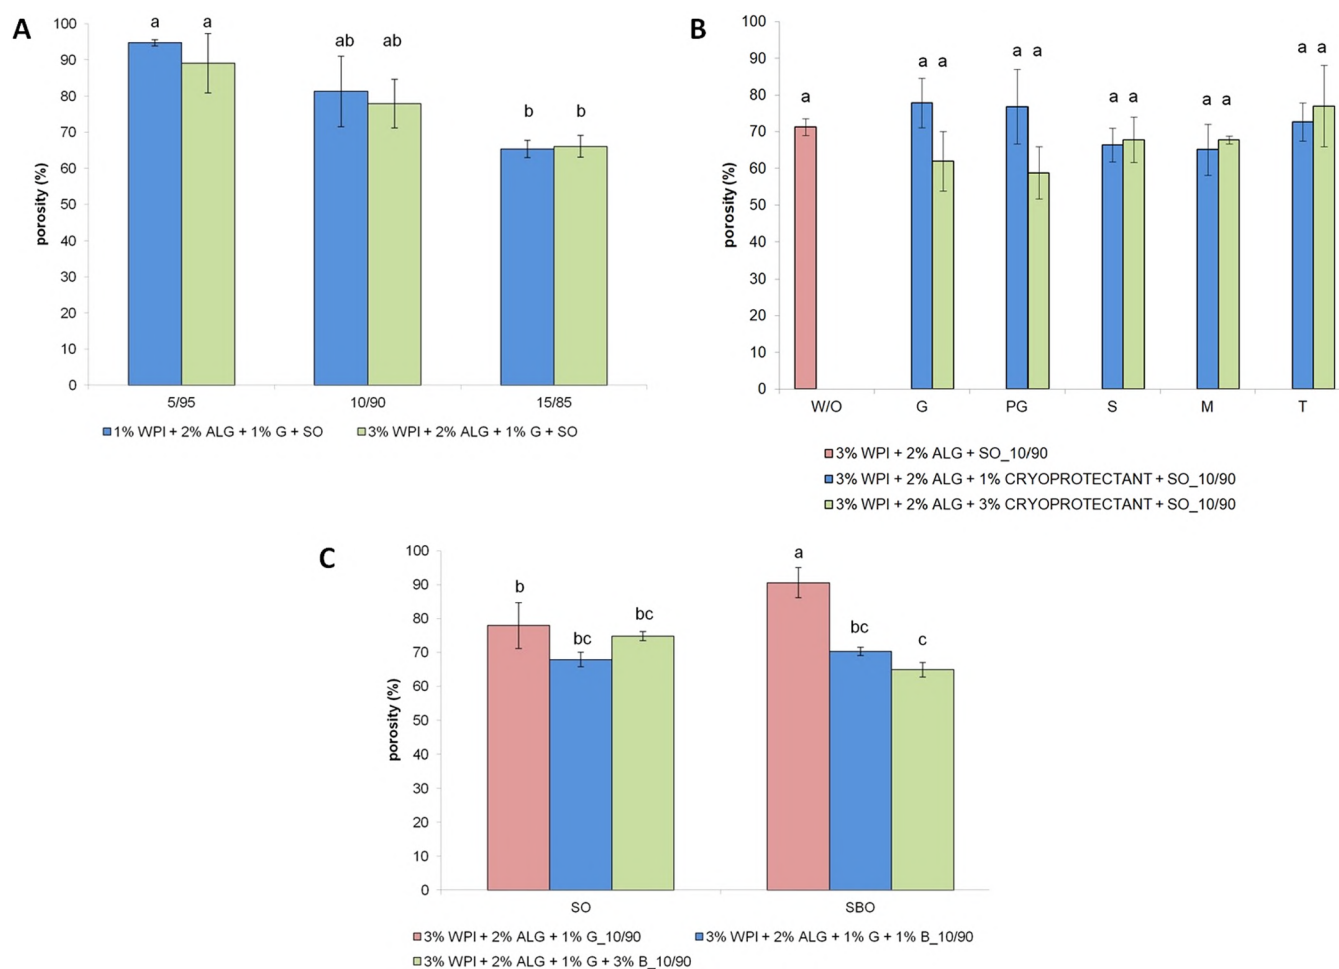 A
porosity (%)
100
90
80
70
60
50
40
30
20
10
0
a a
ab ab
b b
5/95 10/90 15/85
1% WPI + 2% ALG + 1% G + SO 3% WPI + 2% ALG + 1% G + SO
B
porosity (%)
100
90
80
70
60
50
40
30
20
10
0
a a a a a a a a a a a
W/O G PG S M T
3% WPI + 2% ALG + SO_10/90
3% WPI + 2% ALG + 1% CRYOPROTECTANT + SO_10/90
3% WPI + 2% ALG + 3% CRYOPROTECTANT + SO_10/90
C
porosity (%)
100
90
80
70
60
50
40
30
20
10
0
b bc bc
a bc c
SO SBO
3% WPI + 2% ALG + 1% G_10/90 3% WPI + 2% ALG + 1% G + 1% B_10/90
3% WPI + 2% ALG + 1% G + 3% B_10/90